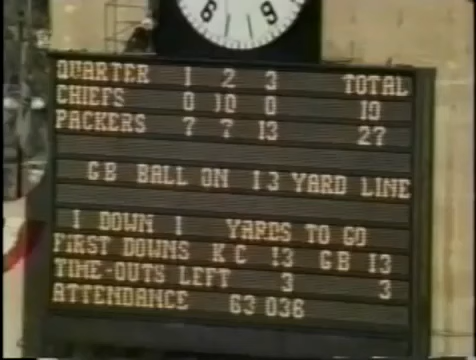 6 9
QUARTER 1 2 3 TOTAL
CHIEFS 0 10 0 10
PACKERS 7 7 13 27
GB BALL ON 13 YARD LINE
1 DOWN 1 YARDS TO GO
FIRST DOWNS KC 13 GB 13
TIME-OUTS LEFT 3 3
ATTENDANCE 63 036